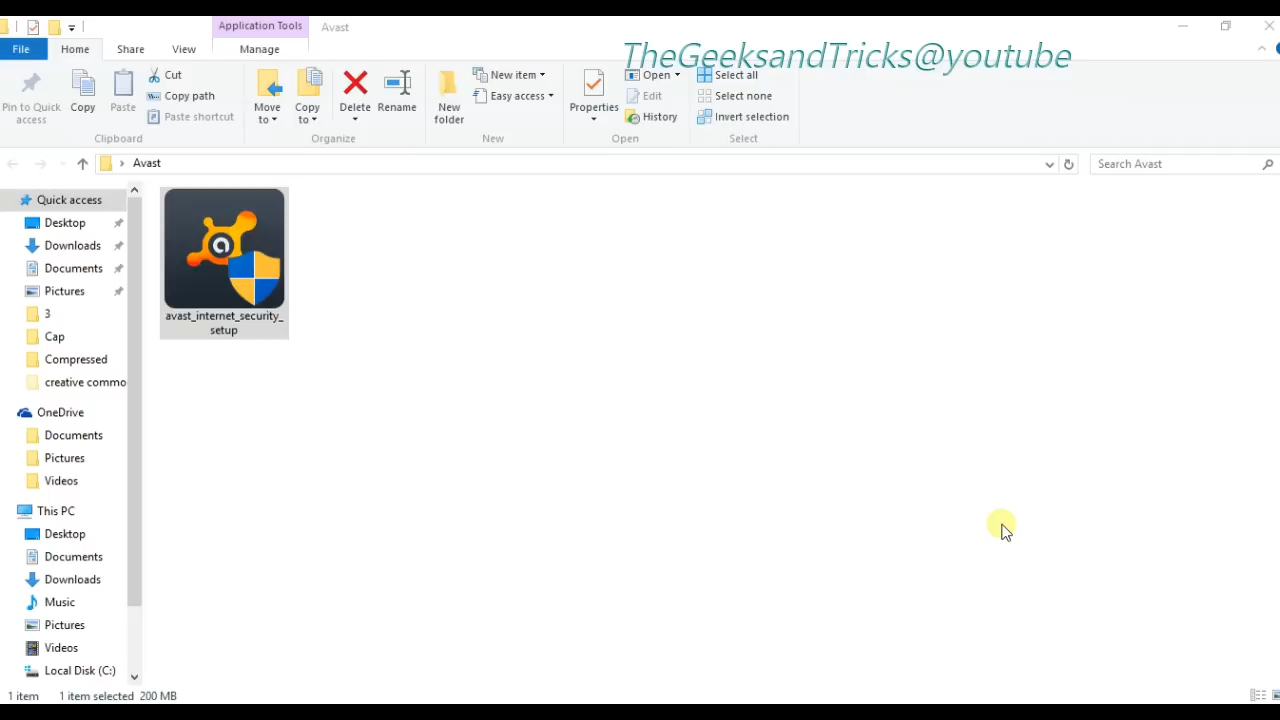 Application Tools
Avast
File
Home
Share
View
Manage
TheGeeksandTricks@youtube
Pin to Quick access
Copy
Paste
Cut
Copy path
Paste shortcut
Clipboard
Move to
Copy to
Delete
Rename
Organize
New folder
New item
Easy access
New
Properties
Open
Edit
History
Open
Select all
Select none
Invert selection
Select
Avast
Search Avast
Quick access
Desktop
Downloads
Documents
Pictures
3
Cap
Compressed
creative commo
OneDrive
Documents
Pictures
Videos
This PC
Desktop
Documents
Downloads
Music
Pictures
Videos
Local Disk (C:)
avast_internet_security_
setup
1 item
1 item selected
200 MB